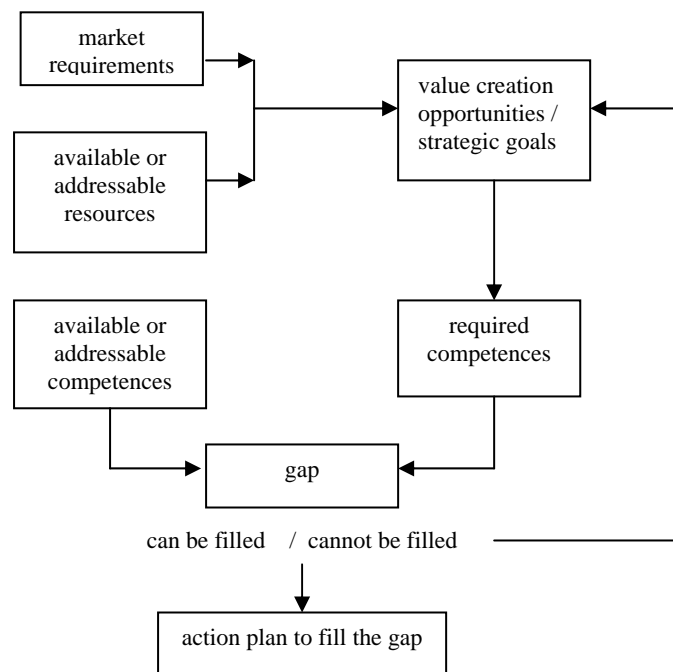 market
requirements
value creation
opportunities /
strategic goals
available or
addressable
resources
available or
addressable
competences
required
competences
gap
can be filled / cannot be filled
action plan to fill the gap